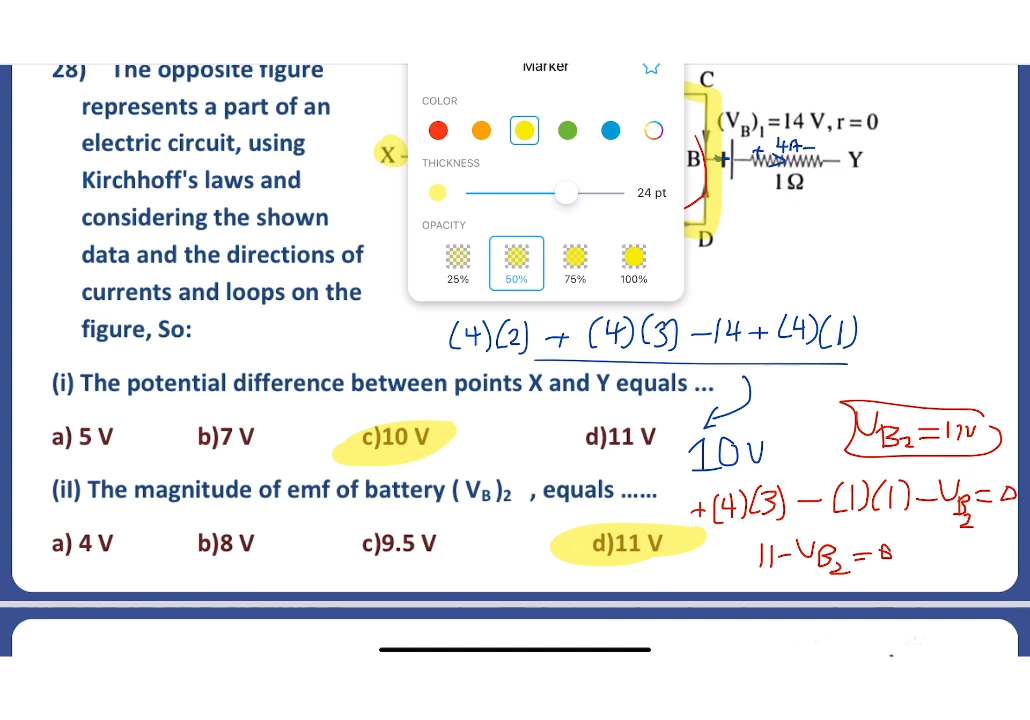 28) The opposite figure
represents a part of an
electric circuit, using
Kirchhoff's laws and
considering the shown
data and the directions of
currents and loops on the
figure, So:
X
Marker
COLOR
THICKNESS
24 pt
OPACITY
25% 50% 75% 100%
C
(VB)1 = 14 V, r = 0
+ 4A -
B + Y
1 Ω
D
(4)(2) + (4)(3) - 14 + (4)(1)
(i) The potential difference between points X and Y equals ...
a) 5 V b)7 V c)10 V d)11 V
10V
VB2 = 11V
(iI) The magnitude of emf of battery ( VB )2 , equals ......
+(4)(3) - (1)(1) - VB2 = 0
a) 4 V b)8 V c)9.5 V d)11 V
11 - VB2 = 0